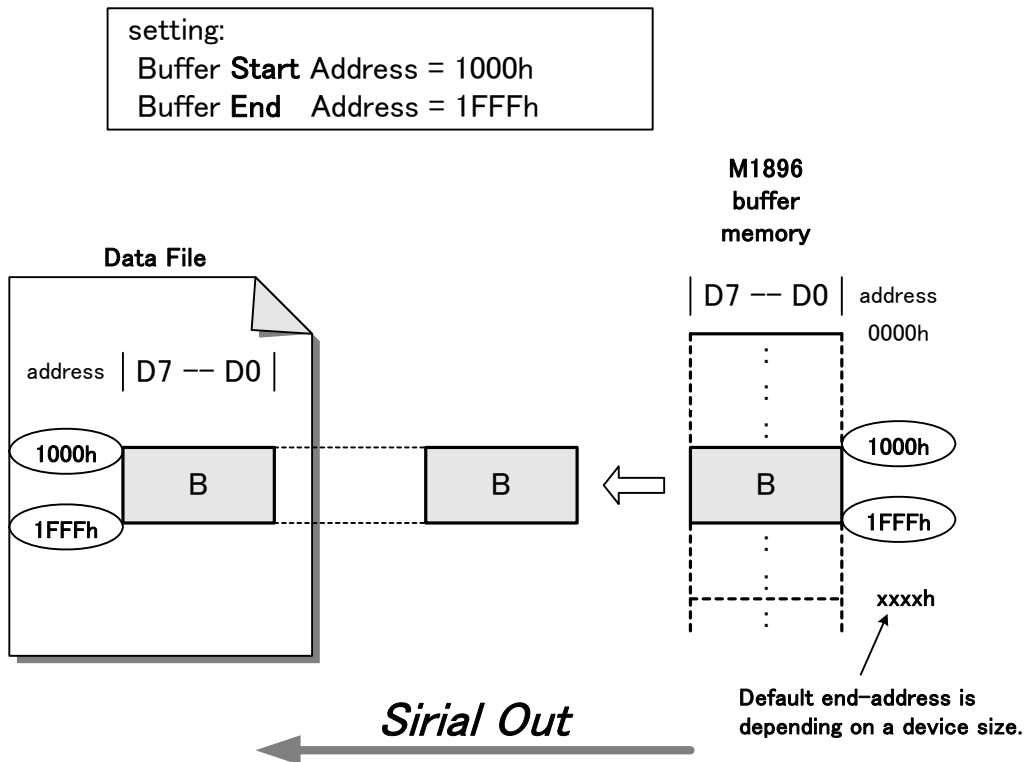 setting:
Buffer Start Address = 1000h
Buffer End Address = 1FFFh
M1896
buffer
memory
Data File
D7 -- D0
address
0000h
address
D7 -- D0
1000h
1FFFh
B
B
B
1000h
1FFFh
xxxxh
Default end-address is
depending on a device size.
Sirial Out